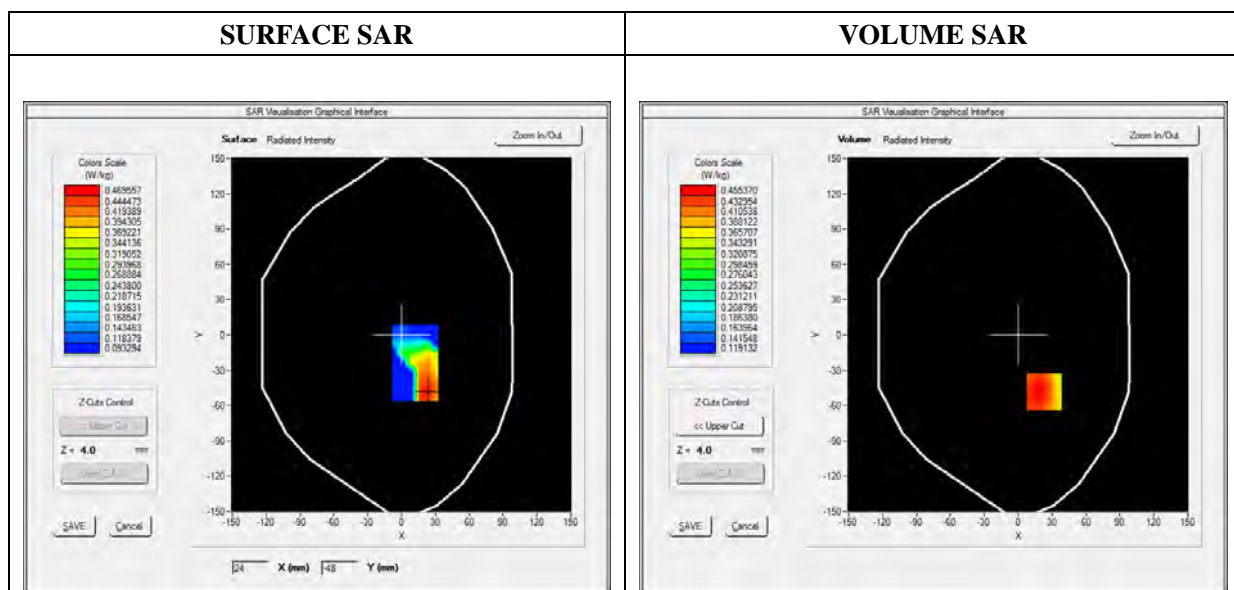 SURFACE SAR
SAR Visualisation Graphical Interface
Surface Radiated Intensity
Zoom In/Out
Colors Scale
(W/kg)
0.469557
0.444473
0.419389
0.394305
0.369221
0.344136
0.319052
0.293968
0.268884
0.243800
0.218715
0.193631
0.168547
0.143463
0.118379
0.093294
Z-Cuts Control
<< Upper Cut
Z = 4.0 mm
SAVE
Cancel
150
120
90
60
30
0
-30
-60
-90
-120
-150
Y
-150 -120 -90 -60 -30 0 30 60 90 120 150
X
24 X (mm) -48 Y (mm)
VOLUME SAR
SAR Visualisation Graphical Interface
Volume Radiated Intensity
Zoom In/Out
Colors Scale
(W/kg)
0.455370
0.432954
0.410538
0.388122
0.365707
0.343291
0.320875
0.298459
0.276043
0.253627
0.231211
0.208795
0.186380
0.163964
0.141548
0.119132
Z-Cuts Control
<< Upper Cut
Z = 4.0 mm
SAVE
Cancel
150
120
90
60
30
0
-30
-60
-90
-120
-150
Y
-150 -120 -90 -60 -30 0 30 60 90 120 150
X